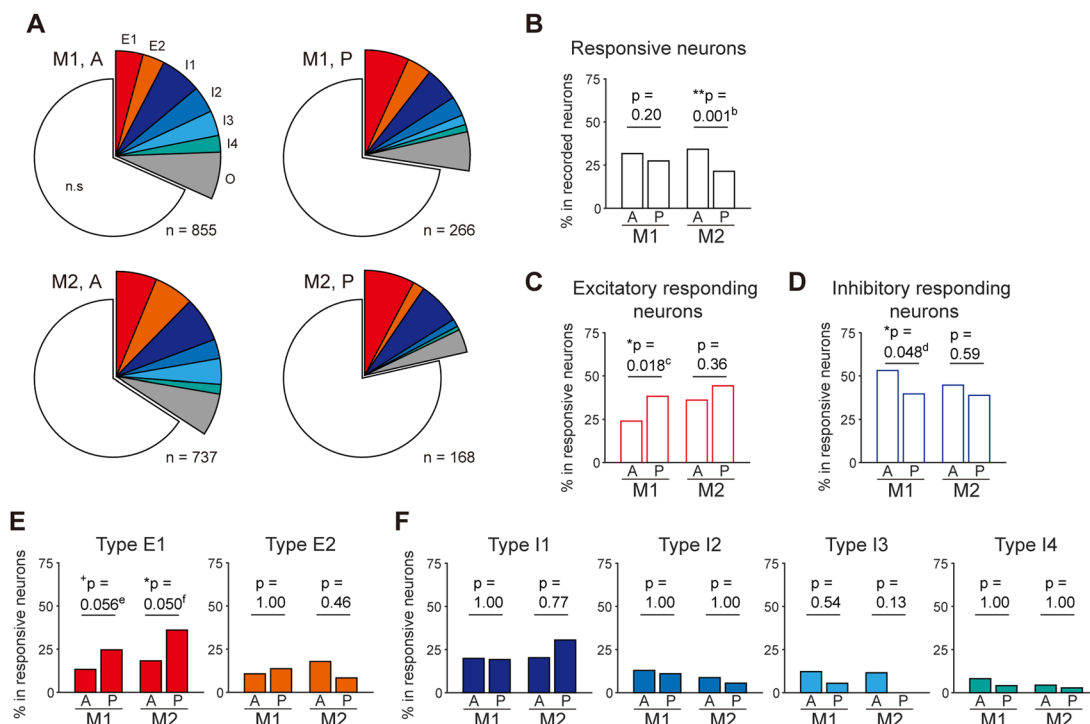 A
M1, A
E1
E2
I1
I2
I3
I4
O
n.s
n = 855
M1, P
n = 266
M2, A
n = 737
M2, P
n = 168
B
Responsive neurons
% in recorded neurons
75
50
25
0
p =
0.20
**p =
0.001b
A P A P
M1 M2
C
Excitatory responding
neurons
% in responsive neurons
75
50
25
0
*p =
0.018c
p =
0.36
A P A P
M1 M2
D
Inhibitory responding
neurons
% in responsive neurons
75
50
25
0
*p =
0.048d
p =
0.59
A P A P
M1 M2
E
% in responsive neurons
Type E1
75
50
25
0
+p =
0.056e
*p =
0.050f
A P A P
M1 M2
Type E2
75
50
25
0
p =
1.00
p =
0.46
A P A P
M1 M2
F
% in responsive neurons
Type I1
75
50
25
0
p =
1.00
p =
0.77
A P A P
M1 M2
Type I2
75
50
25
0
p =
1.00
p =
1.00
A P A P
M1 M2
Type I3
75
50
25
0
p =
0.54
p =
0.13
A P A P
M1 M2
Type I4
75
50
25
0
p =
1.00
p =
1.00
A P A P
M1 M2